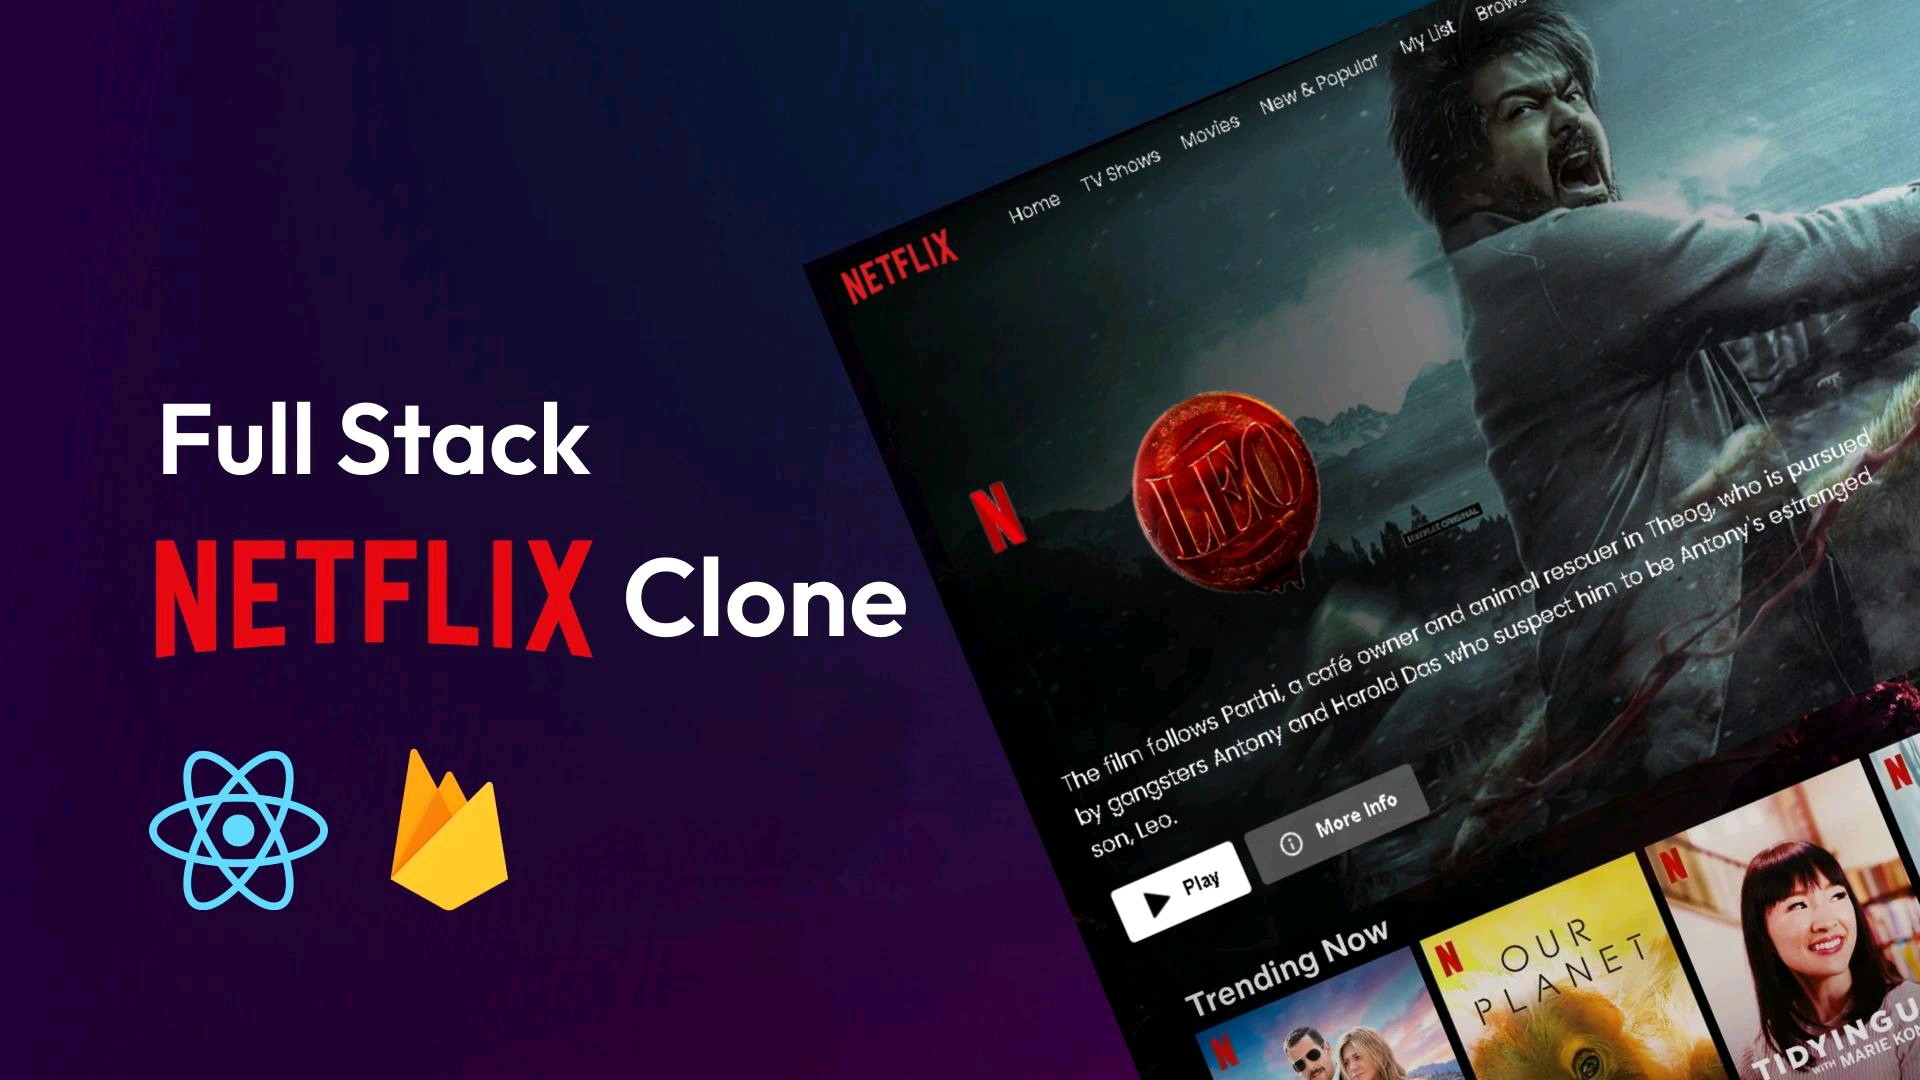 Full Stack
NETFLIX Clone
NETFLIX
Home
TV Shows
Movies
New & Popular
My List
LEO
NETFLIX ORIGINAL
The film follows Parthi, a café owner and animal rescuer in Theog, who is pursued
by gangsters Antony and Harold Das who suspect him to be Antony's estranged
son, Leo.
Play
More Info
Trending Now
OUR
PLANET
WITH MARIE